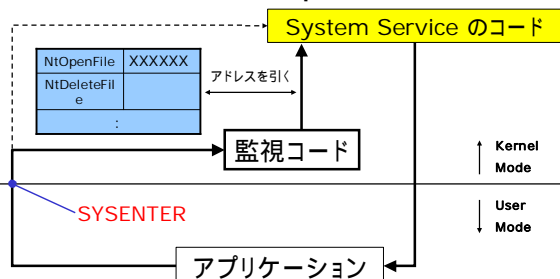 System Service のコード
NtOpenFile XXXXXX
アドレスを引く
NtDeleteFil
e
:
監視コード
Kernel
Mode
SYSENTER
User
Mode
アプリケーション